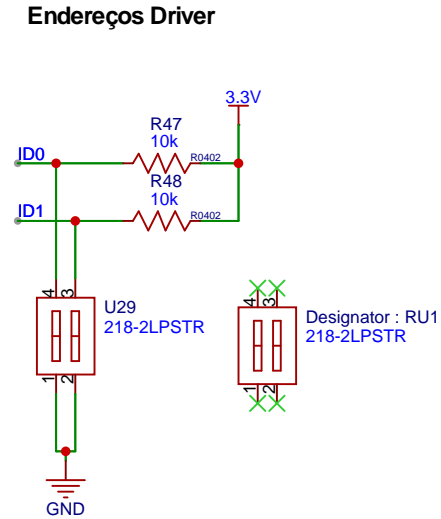 Endereços Driver
3.3V
R47
10k
R0402
ID0
R48
10k
R0402
ID1
4 3
U29
218-2LPSTR
1 2
4 3
Designator : RU1
218-2LPSTR
1 2
GND